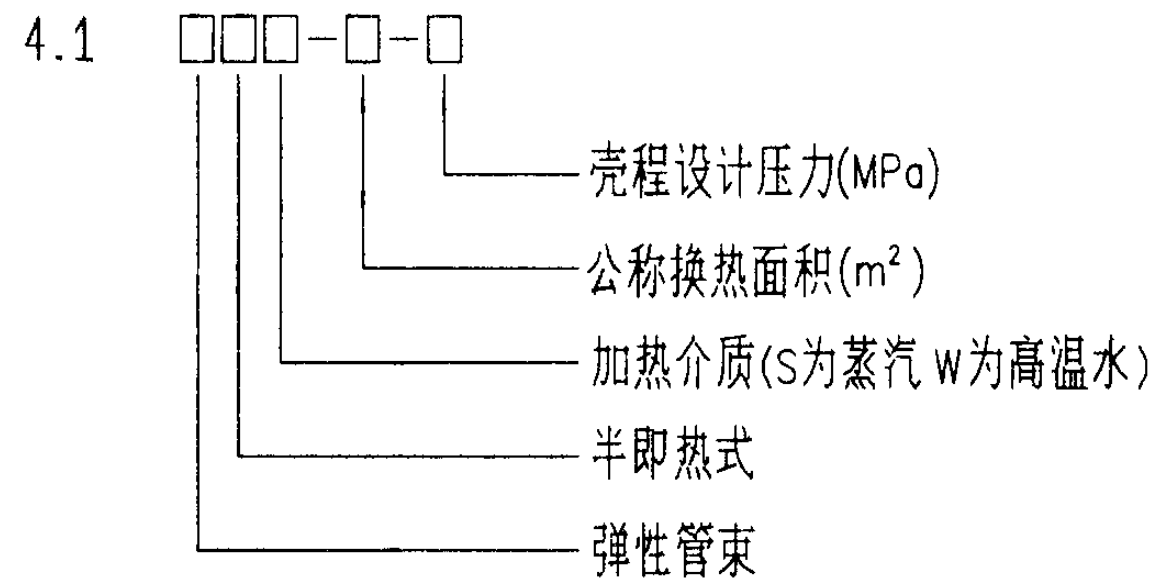 4.1 □□□-□-□
壳程设计压力(MPa)
公称换热面积(m²)
加热介质(S为蒸汽 W为高温水)
半即热式
弹性管束